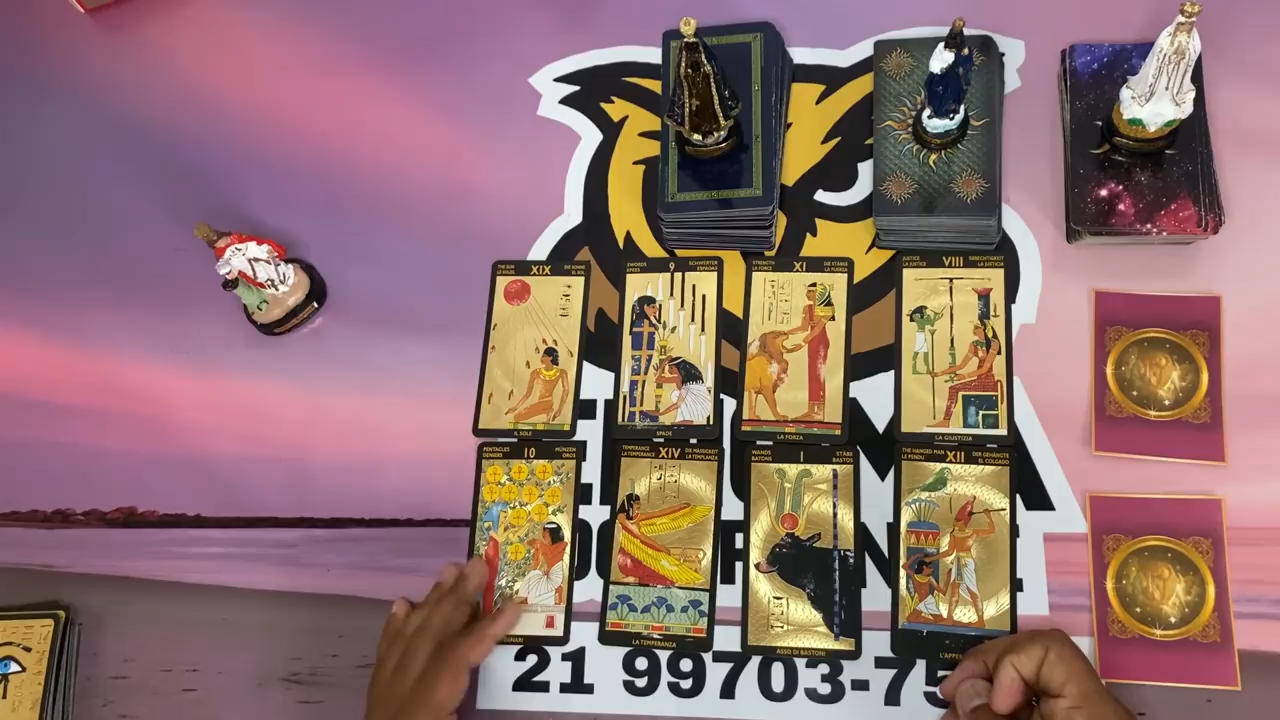 THE SUN XIX DIE SONNE
LE SOLEIL EL SOL
IL SOLE
SWORDS 9 SCHWERTER
EPEES ESPADAS
SPADE
STRENGTH XI DIE STÄRKE
LA FORCE LA FUERZA
LA FORZA
JUSTICE VIII GERECHTIGKEIT
LA JUSTICE LA JUSTICIA
LA GIUSTIZIA
PENTACLES 10 MÜNZEN
DENIERS OROS
TEMPERANCE XIV DIE MÄSSIGKEIT
LA TEMPERANCE LA TEMPLANZA
LA TEMPERANZA
WANDS I STÄBE
BATONS BASTOS
ASSO DI BASTONI
THE HANGED MAN XII DER GEHÄNGTE
LE PENDU EL COLGADO
21 99703-75